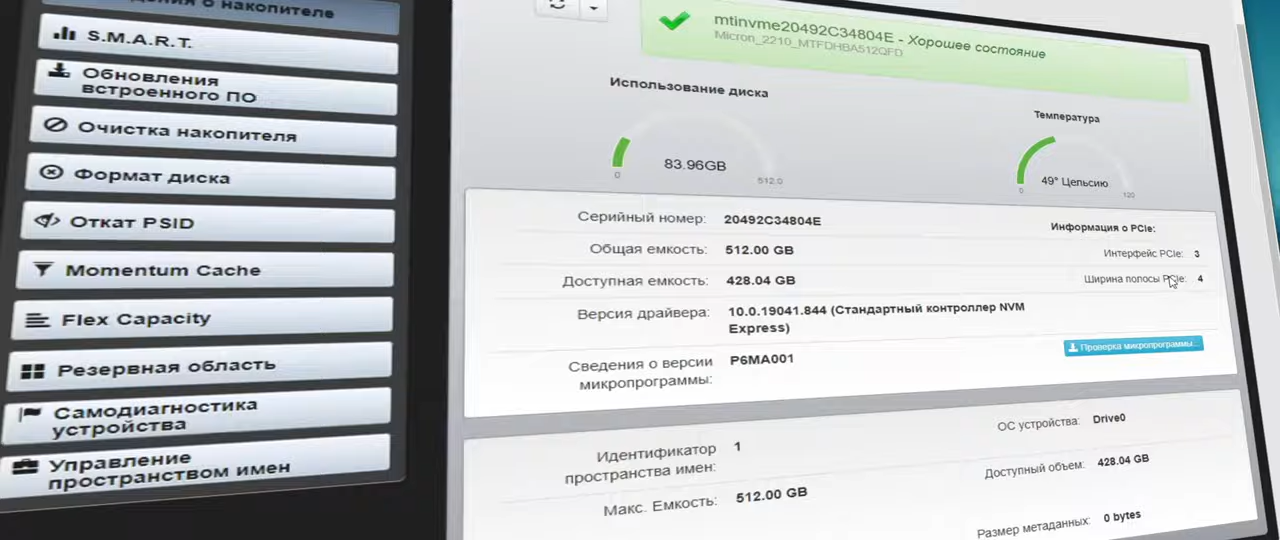 о накопителе
S.M.A.R.T.
Обновления
встроенного ПО
Очистка накопителя
Формат диска
Откат PSID
Momentum Cache
Flex Capacity
Резервная область
Самодиагностика
устройства
Управление
пространством имен
mtinvme20492C34804E - Хорошее состояние
Micron_2210_MTFDHBA512QFD
Использование диска
83.96GB
0
512.0
Температура
49° Цельсию
0
120
Серийный номер: 20492C34804E
Общая емкость: 512.00 GB
Доступная емкость: 428.04 GB
Версия драйвера: 10.0.19041.844 (Стандартный контроллер NVM
Express)
Сведения о версии
микропрограммы: P6MA001
Информация о PCIe:
Интерфейс PCIe: 3
Ширина полосы PCIe: 4
Проверка микропрограммы...
Идентификатор
пространства имен: 1
Макс. Емкость: 512.00 GB
ОС устройства: Drive0
Доступный объем: 428.04 GB
Размер метаданных: 0 bytes